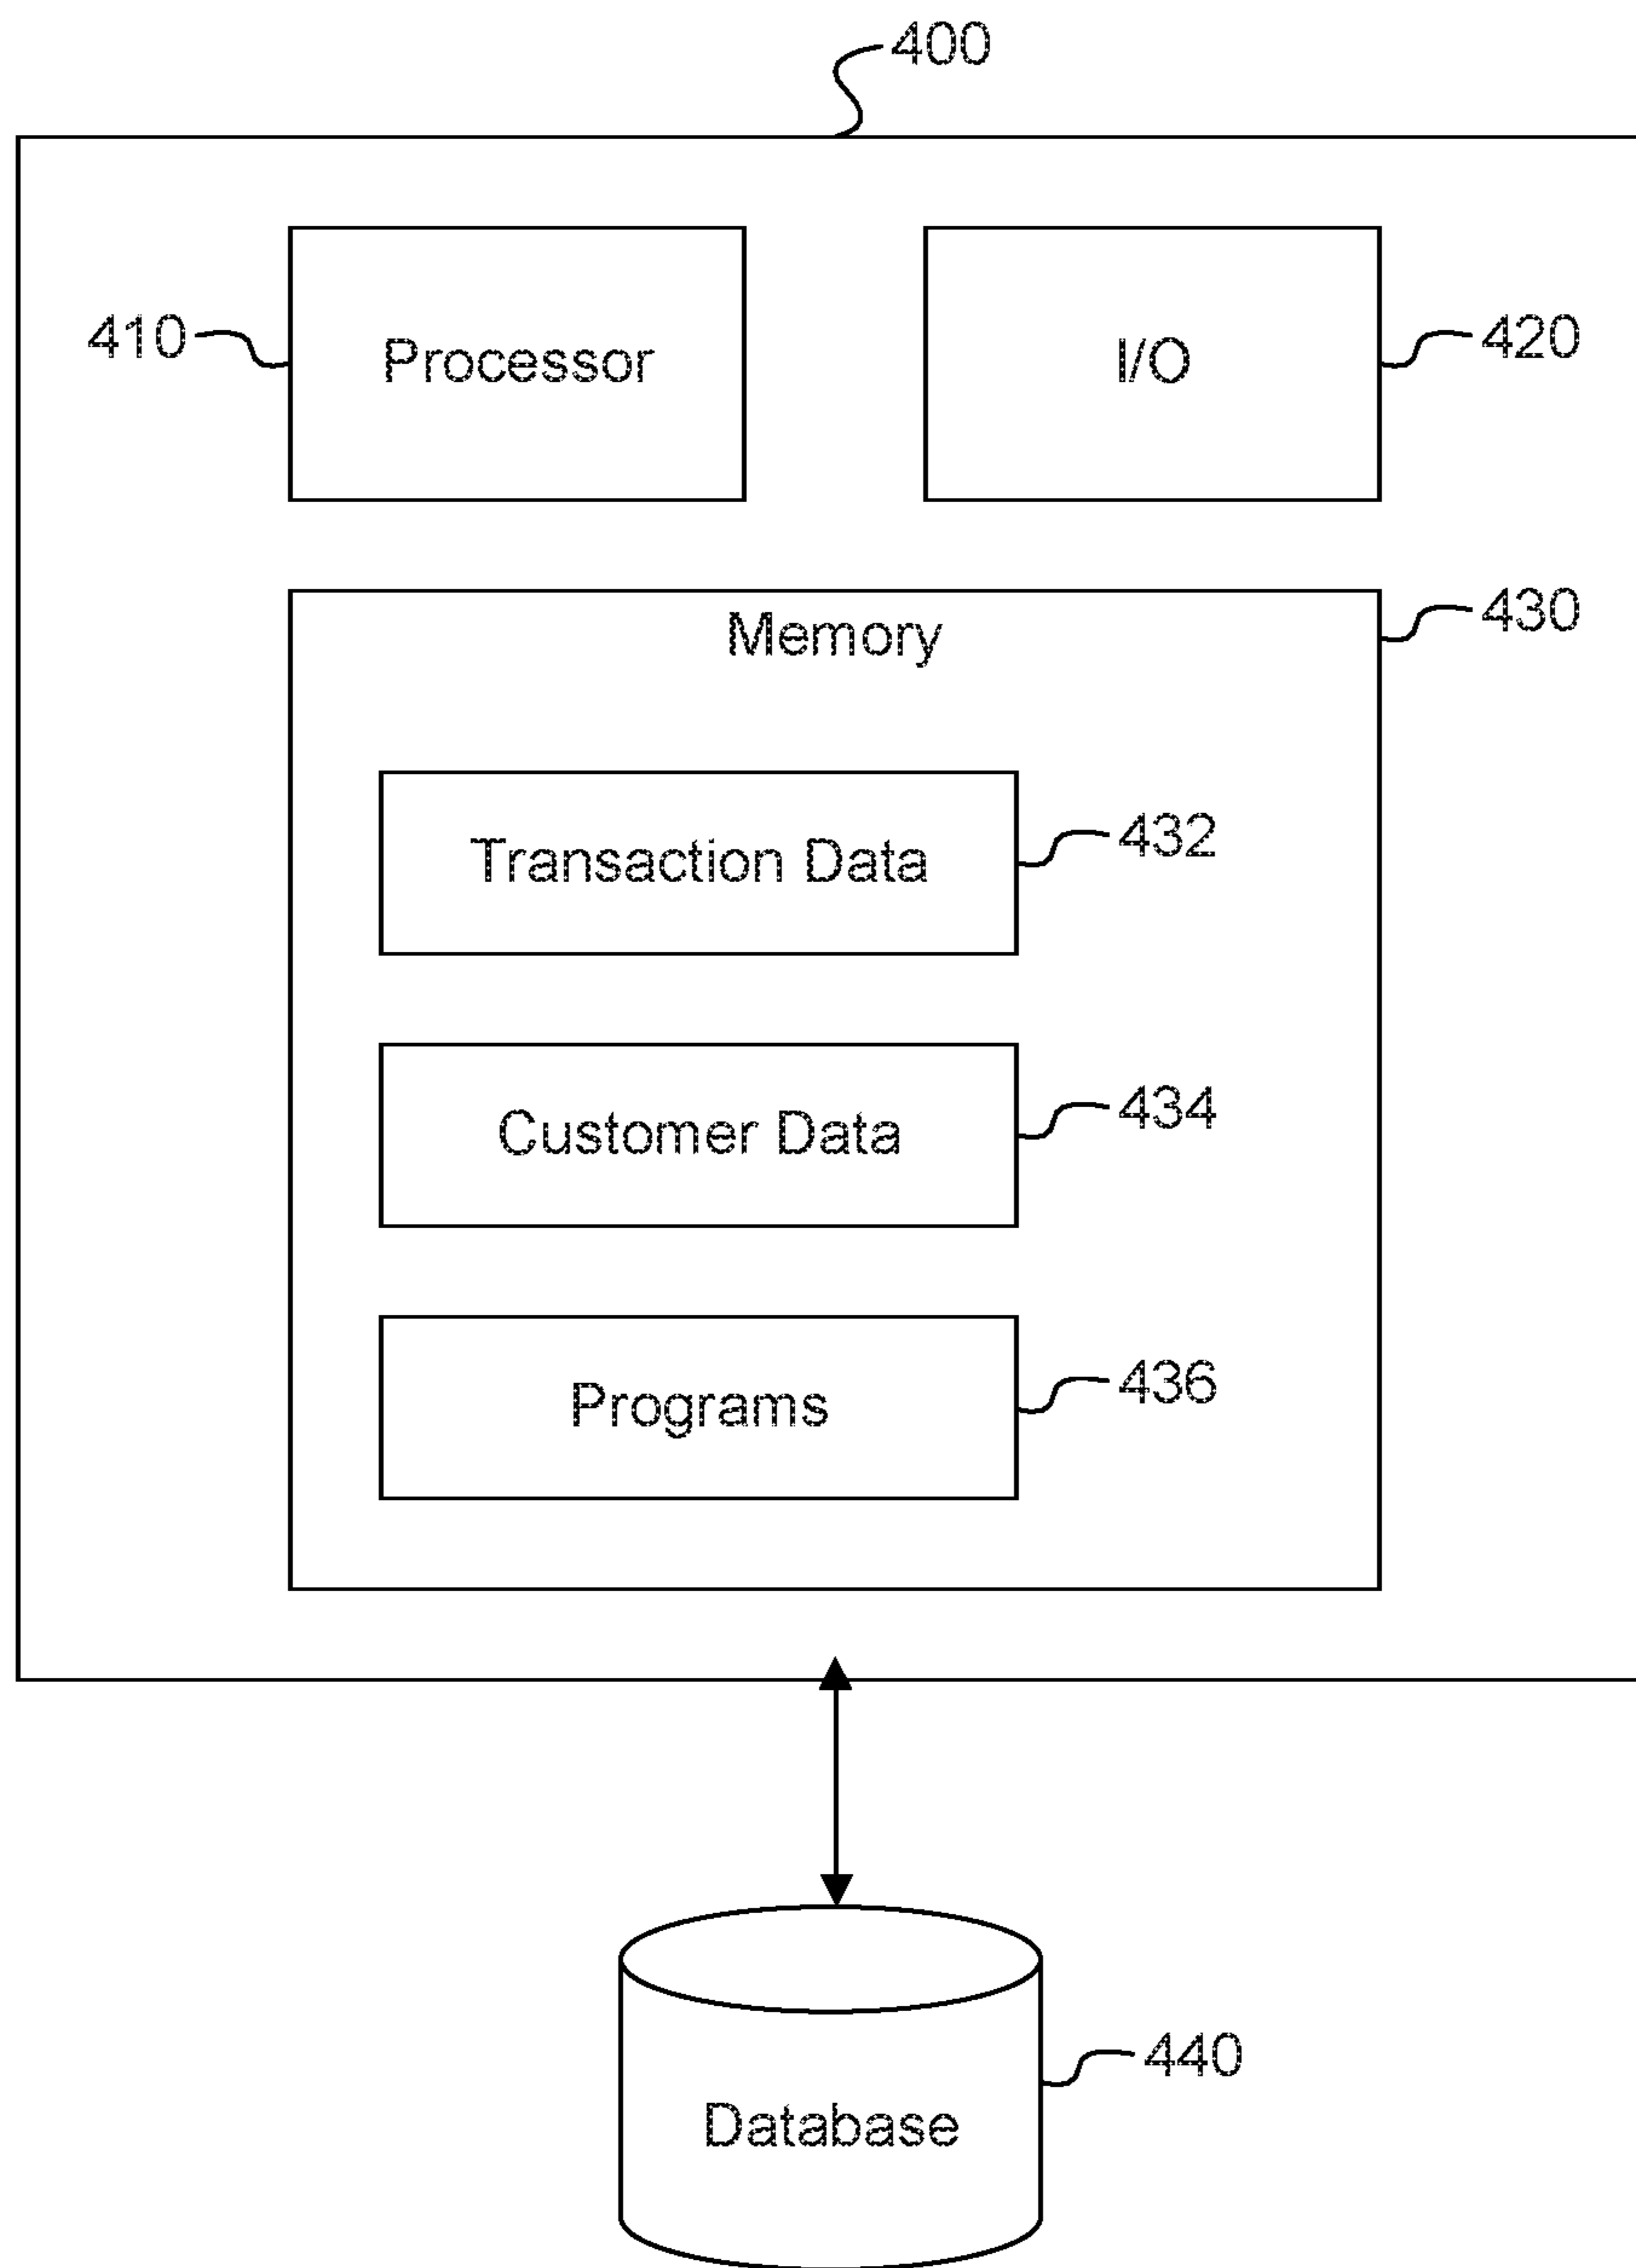 400
410
Processor
I/O
420
Memory
430
Transaction Data
432
Customer Data
434
Programs
436
440
Database